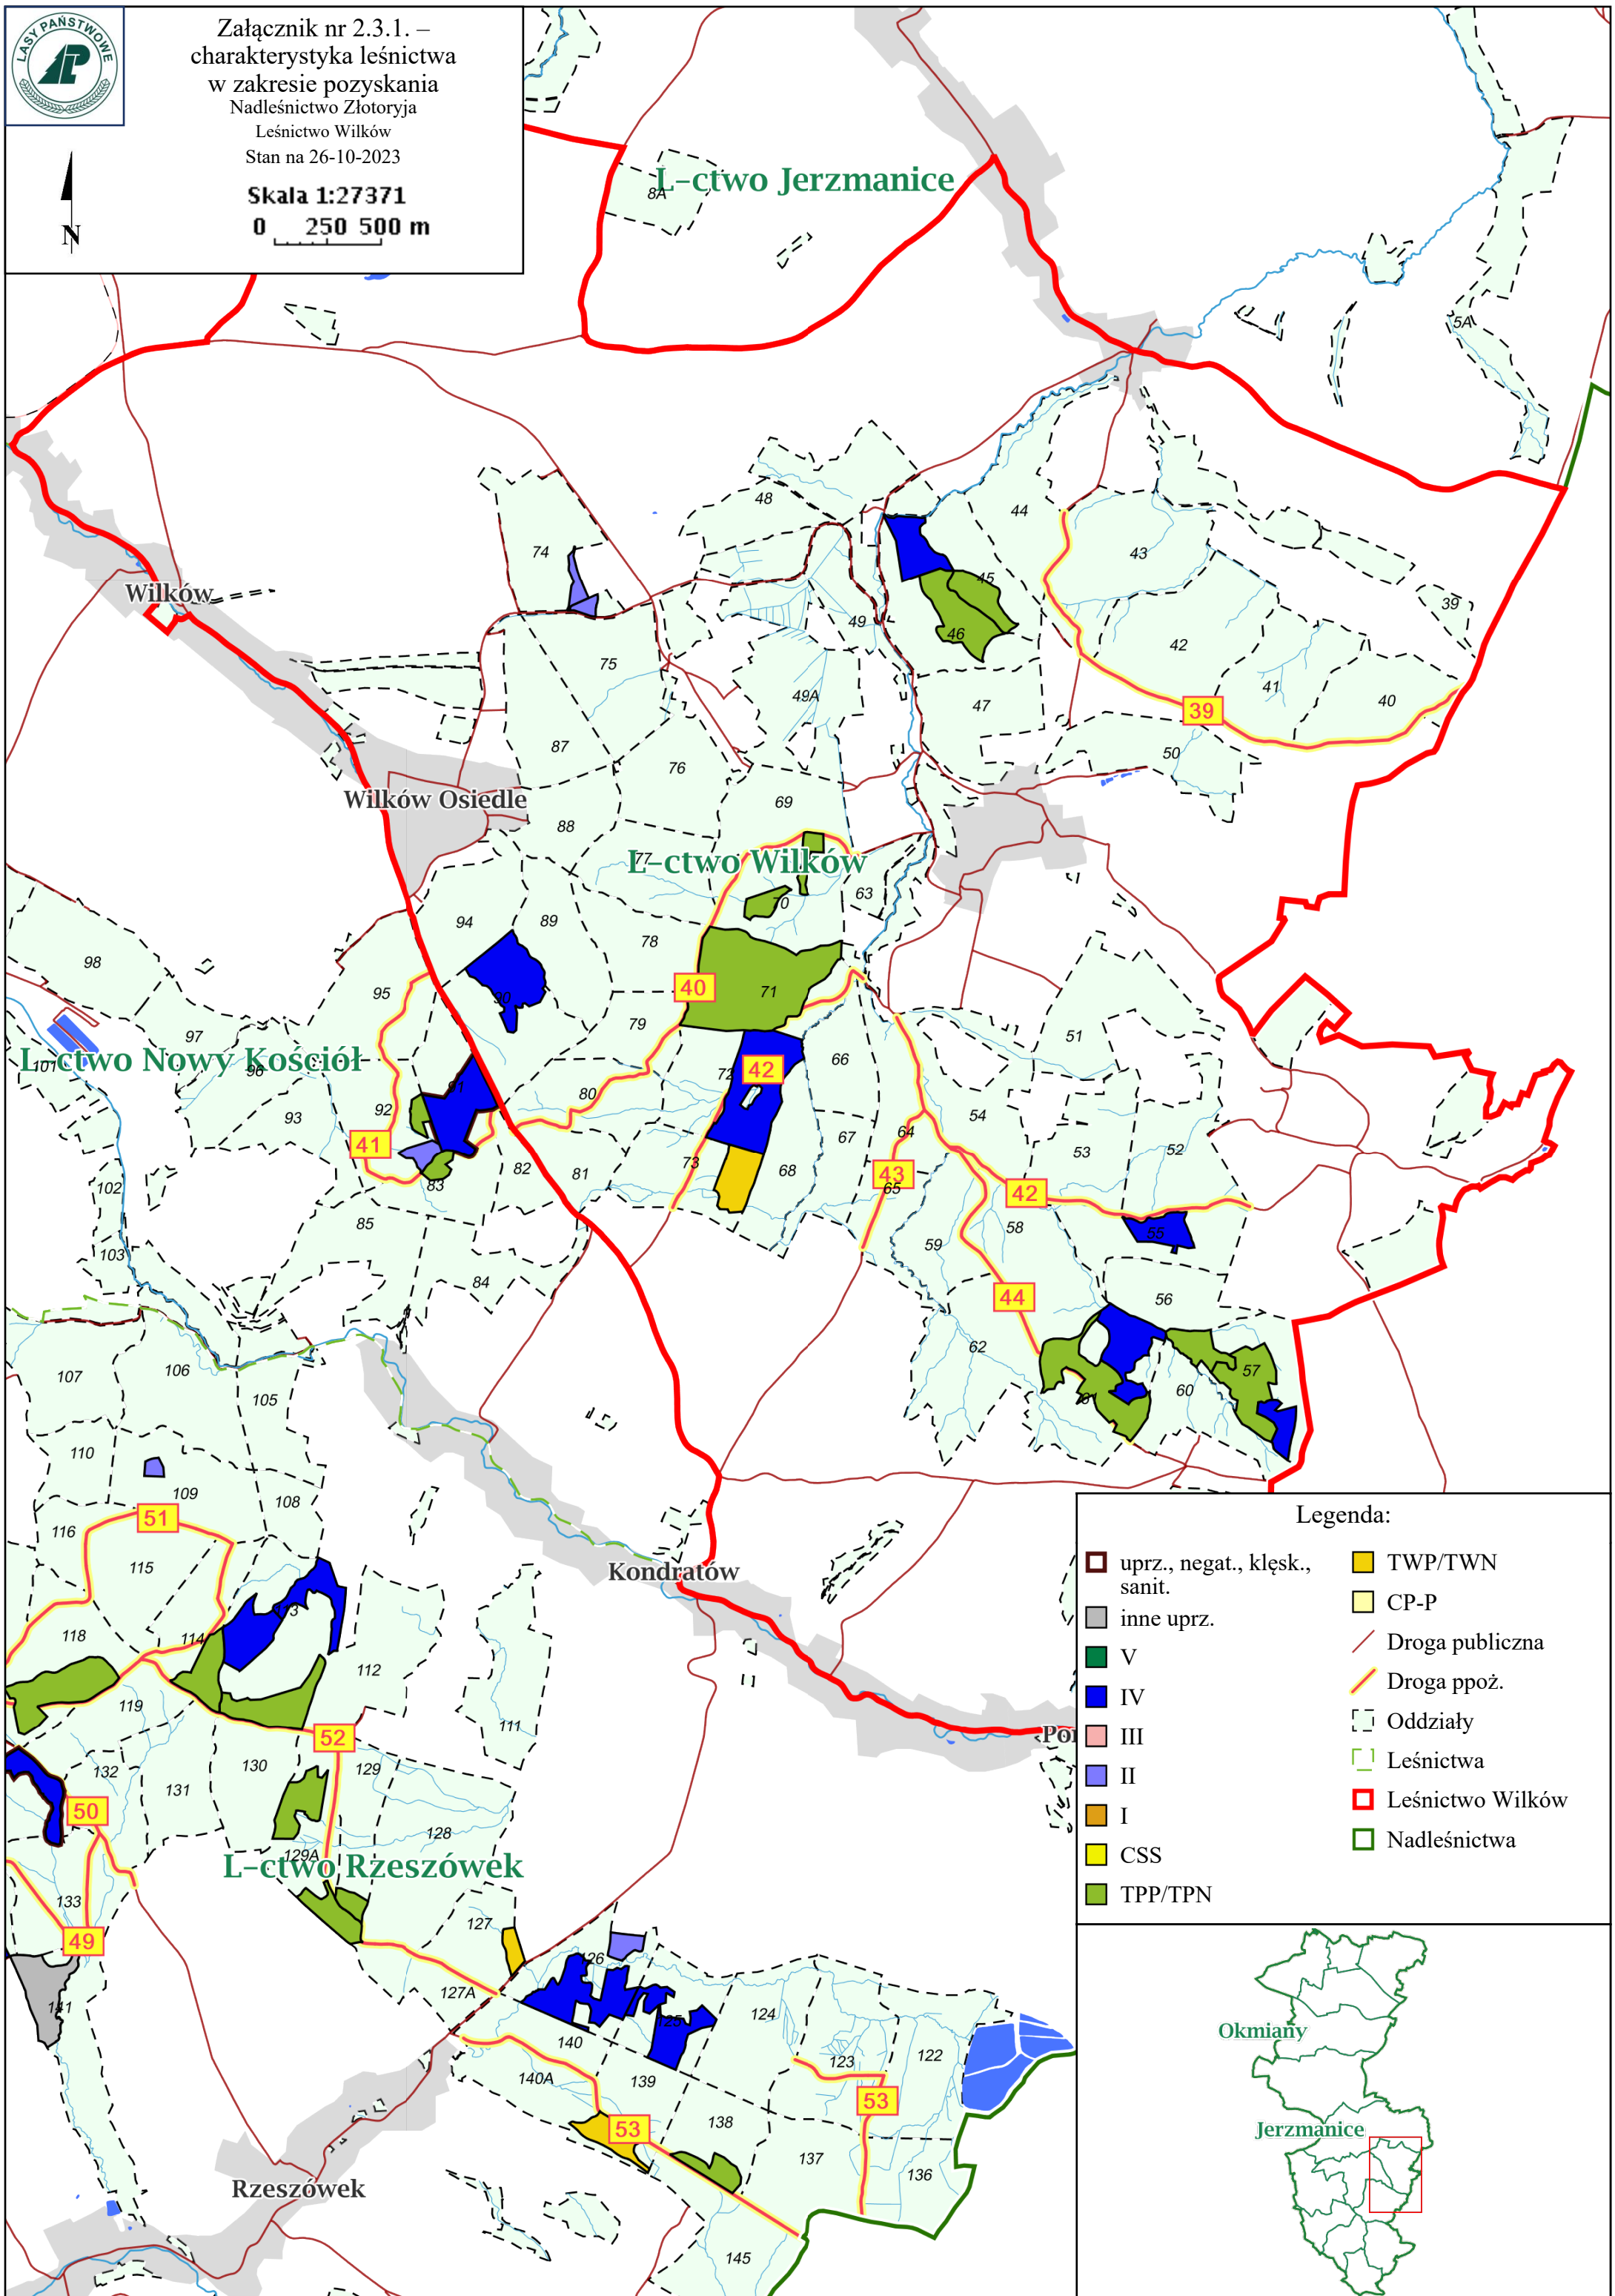 LASY PAŃSTWOWE
Załącznik nr 2.3.1. –
charakterystyka leśnictwa
w zakresie pozyskania
Nadleśnictwo Złotoryja
Leśnictwo Wilków
Stan na 26-10-2023
Skala 1:27371
0 250 500 m
N
L-ctwo Jerzmanice
8A
5A
48
44
43
74
45
39
Wilków
49
46
42
75
41
40
49A
47
39
87
50
76
Wilków Osiedle
69
88
L-ctwo Wilków
77
63
70
94
89
78
98
95
40
71
90
79
97
51
L-ctwo Nowy Kościół
101
96
66
42
72
91
80
92
93
54
67
64
41
53
52
73
82
81
68
43
83
102
65
42
85
58
55
59
103
84
44
56
62
106
107
57
105
60
61
110
109
108
51
116
115
Kondratów
113
118
114
112
119
111
52
132
130
129
131
50
128
129A
L-ctwo Rzeszówek
133
127
49
126
127A
141
125
124
140
123
122
140A
139
53
138
53
137
136
Rzeszówek
145
Legenda:
uprz., negat., klęsk.,
sanit.
inne uprz.
V
IV
III
II
I
CSS
TPP/TPN
TWP/TWN
CP-P
Droga publiczna
Droga ppoż.
Oddziały
Leśnictwa
Leśnictwo Wilków
Nadleśnictwa
Okmiany
Jerzmanice